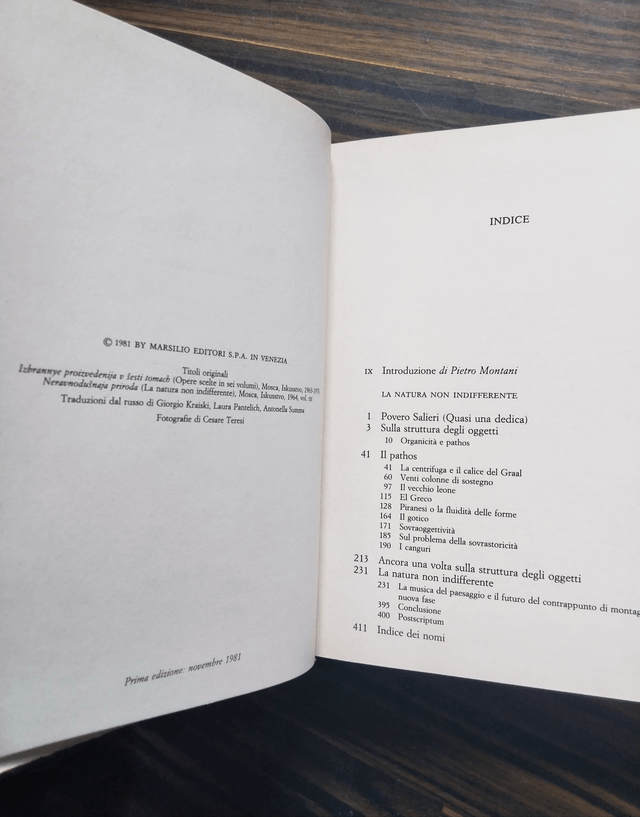 © 1981 BY MARSILIO EDITORI S.P.A. IN VENEZIA
Titoli originali
Izbrannye proizvedenija v šesti tomach (Opere scelte in sei volumi), Mosca, Iskusstvo, 1963-1970
Neravnodušnaja priroda (La natura non indifferente), Mosca, Iskusstvo, 1964, vol. III
Traduzioni dal russo di Giorgio Kraiski, Laura Pantelich, Antonella Summa
Fotografie di Cesare Teresi
Prima edizione: novembre 1981
INDICE
IX Introduzione di Pietro Montani
LA NATURA NON INDIFFERENTE
1 Povero Salieri (Quasi una dedica)
3 Sulla struttura degli oggetti
10 Organicità e pathos
41 Il pathos
41 La centrifuga e il calice del Graal
60 Venti colonne di sostegno
97 Il vecchio leone
115 El Greco
128 Piranesi o la fluidità delle forme
164 Il gotico
171 Sovraoggettività
185 Sul problema della sovrastoricità
190 I canguri
213 Ancora una volta sulla struttura degli oggetti
231 La natura non indifferente
231 La musica del paesaggio e il futuro del contrappunto di montag
nuova fase
395 Conclusione
400 Postscriptum
411 Indice dei nomi